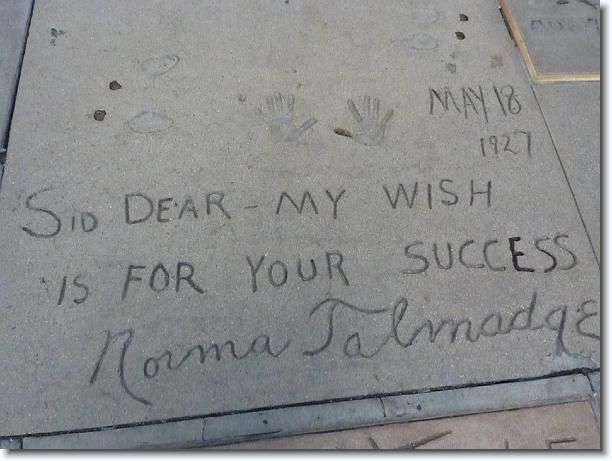 MAY 18
1927
SID DEAR - MY WISH
IS FOR YOUR SUCCESS
Norma Talmadge